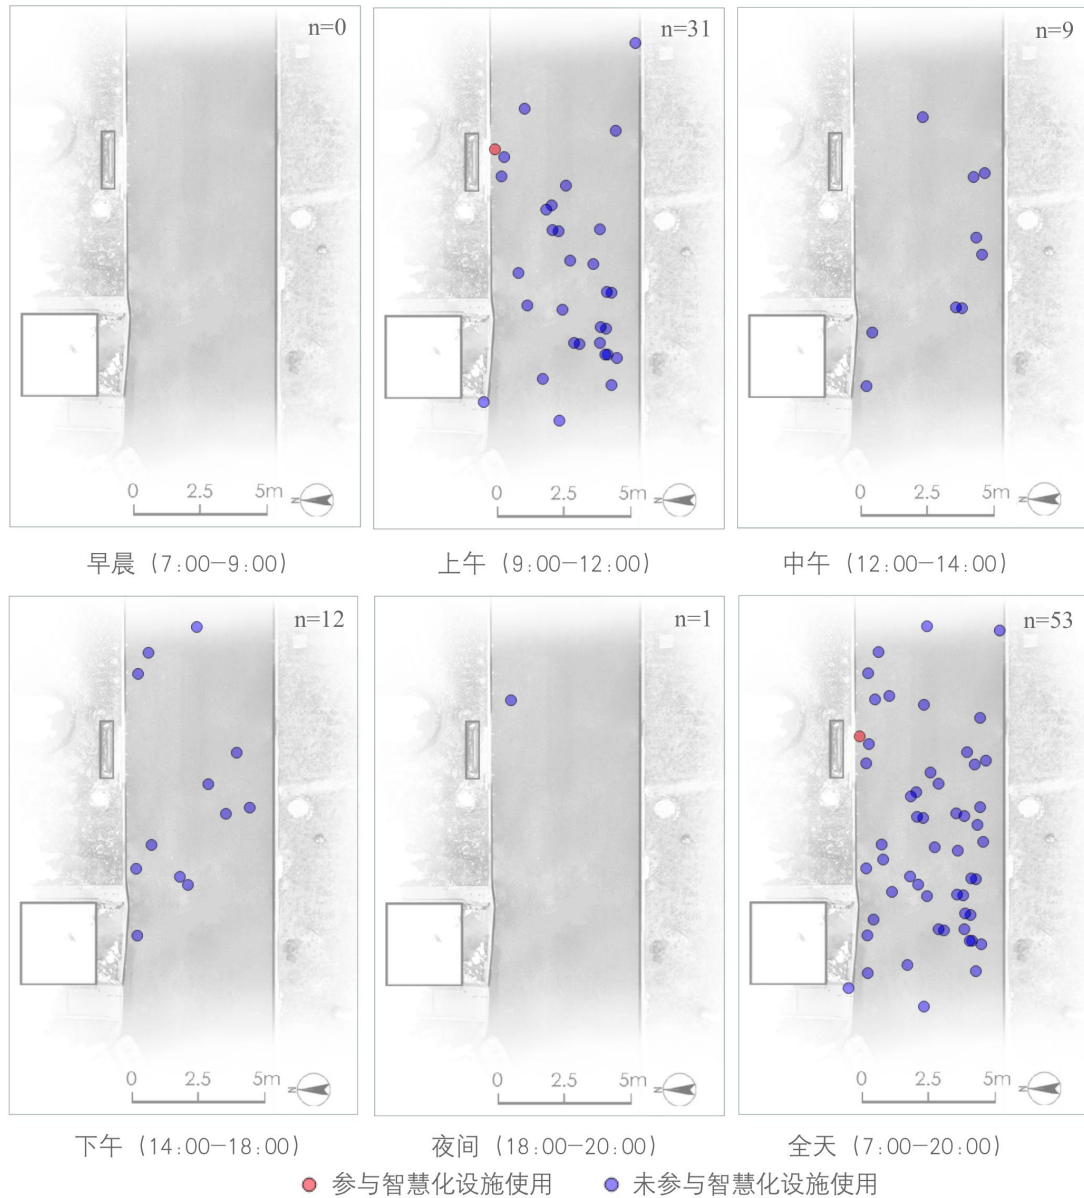 n=0
n=31
n=9
0 2.5 5m N
0 2.5 5m N
0 2.5 5m N
早晨 (7:00—9:00)
上午 (9:00—12:00)
中午 (12:00—14:00)
n=12
n=1
n=53
0 2.5 5m N
0 2.5 5m N
0 2.5 5m N
下午 (14:00—18:00)
夜间 (18:00—20:00)
全天 (7:00—20:00)
参与智慧化设施使用
未参与智慧化设施使用